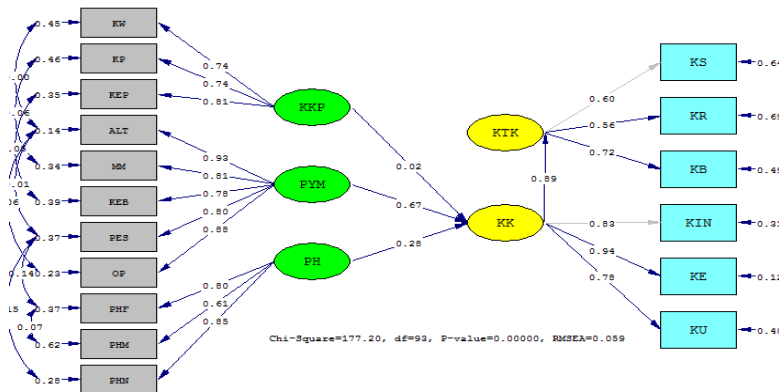 0.45 KW
0.46 KP
0.35 KEP
0.14 ALT
0.34 MM
0.39 KEB
0.37 PES
0.14 0.23 OP
0.37 PHF
0.07
0.62 PHM
0.28 PHN
0.74
0.74
0.81
KKP
0.93
0.81
0.78
0.80
0.88
PYM
0.80
0.61
0.85
PH
0.02
0.67
0.28
KTK
0.89
KK
0.60
0.56
0.72
0.83
0.94
0.78
KS 0.64
KR
KB
KIN
KE
KU
Chi-Square=177.20, df=93, P-value=0.00000, RMSEA=0.059